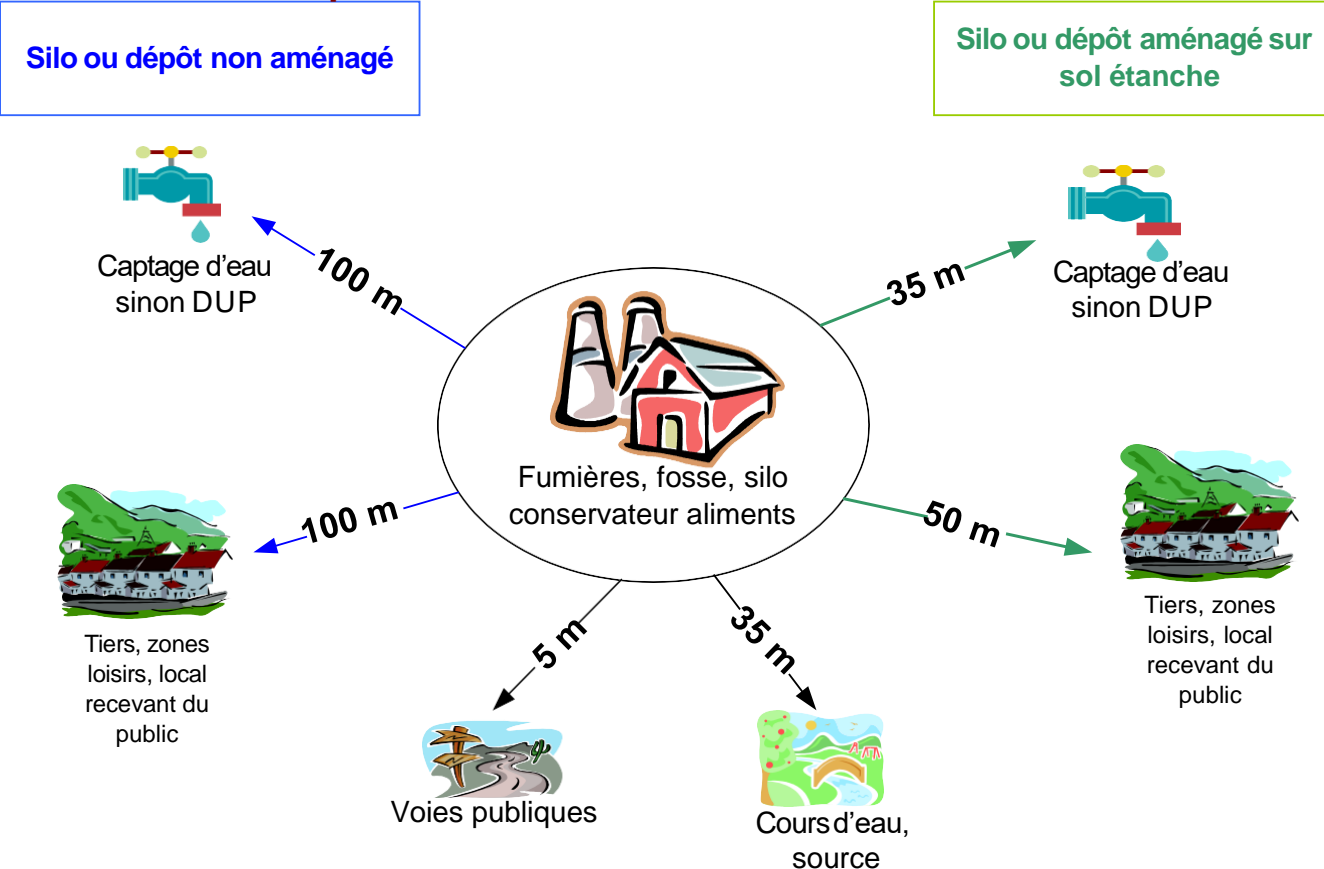 Silo ou dépôt non aménagé
Silo ou dépôt aménagé sur
sol étanche
Captage d'eau
sinon DUP
100 m
35 m
Captage d'eau
sinon DUP
Fumières, fosse, silo
conservateur aliments
100 m
50 m
Tiers, zones
loisirs, local
recevant du
public
5 m
35 m
Tiers, zones
loisirs, local
recevant du
public
Voies publiques
Cours d'eau,
source